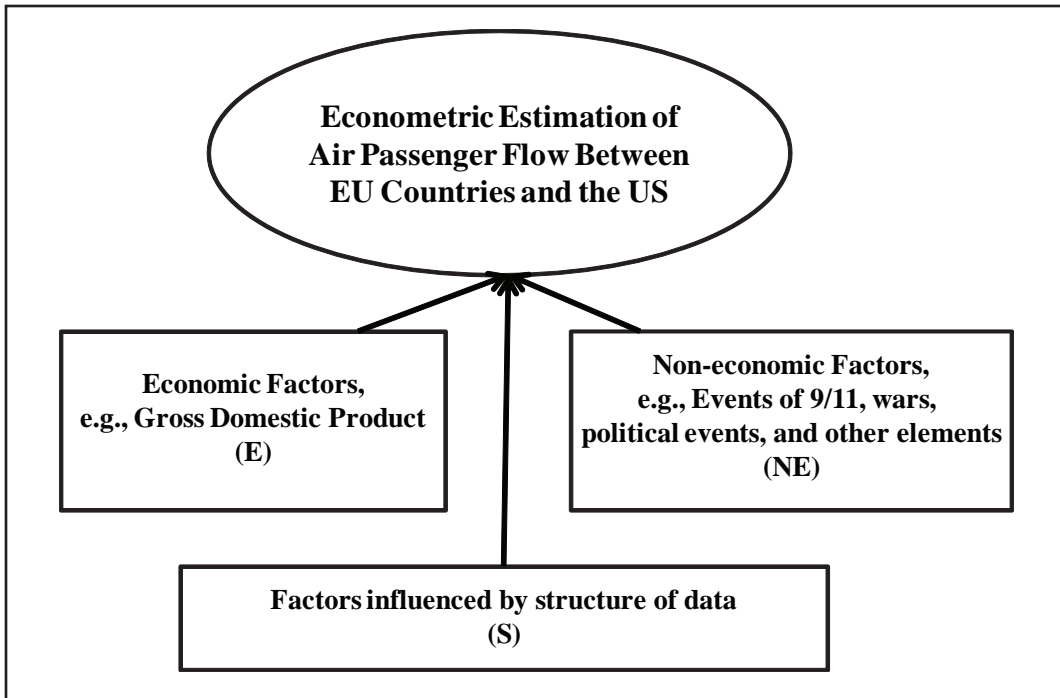 Econometric Estimation of
Air Passenger Flow Between
EU Countries and the US
Economic Factors,
e.g., Gross Domestic Product
(E)
Non-economic Factors,
e.g., Events of 9/11, wars,
political events, and other elements
(NE)
Factors influenced by structure of data
(S)